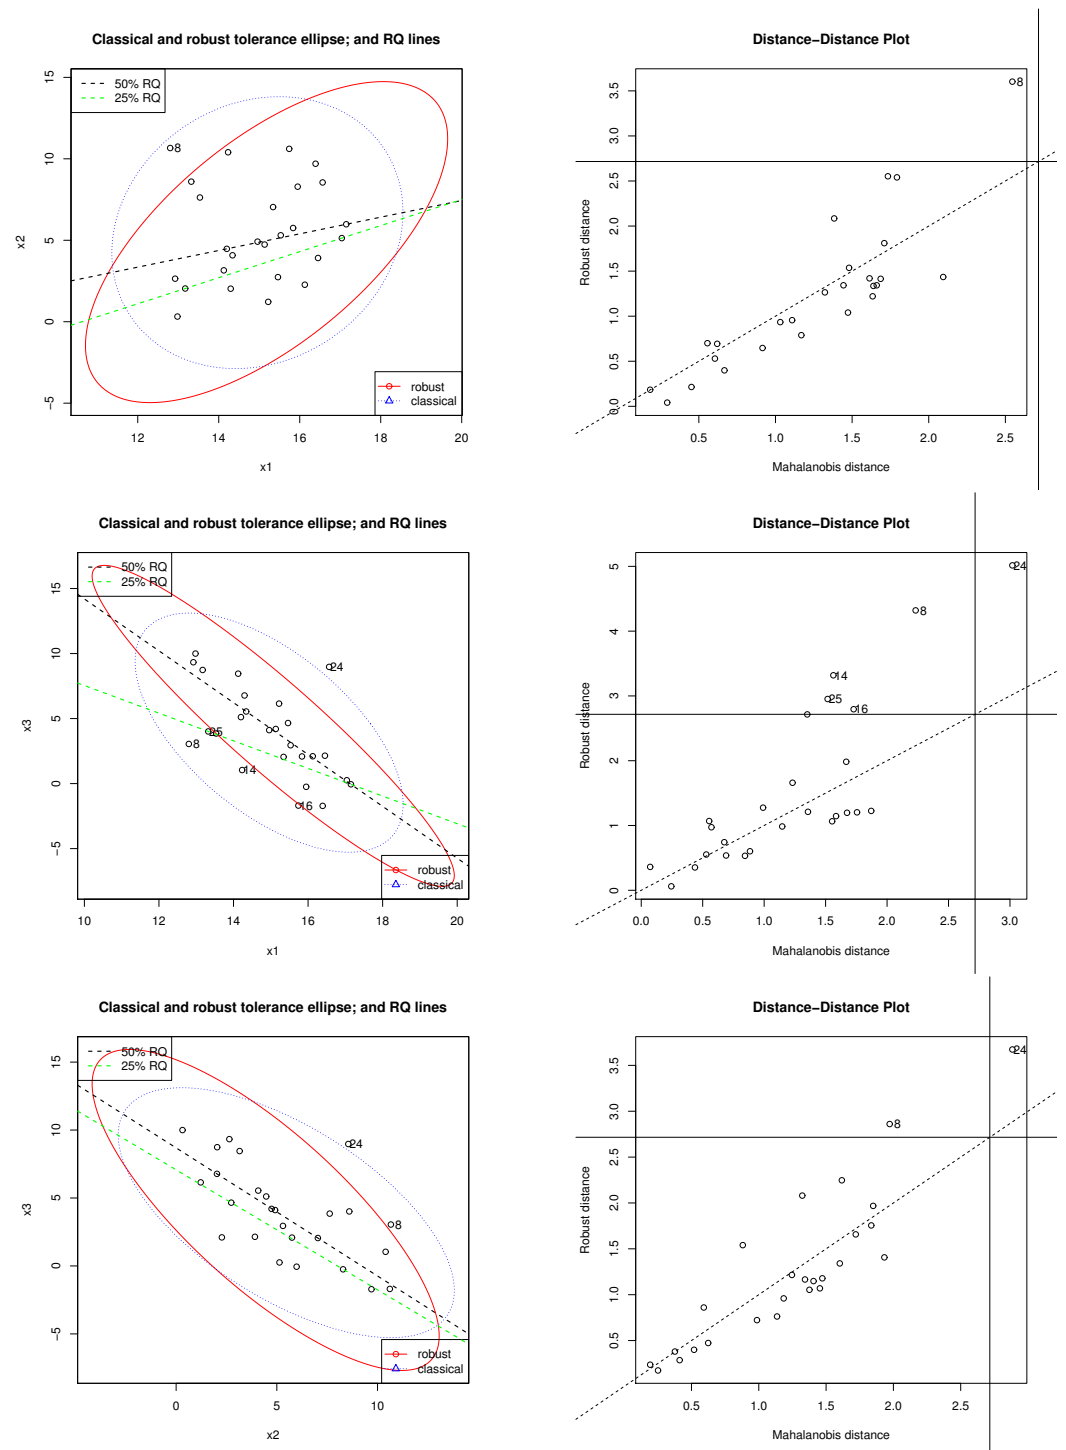 Classical and robust tolerance ellipse; and RQ lines
50% RQ
25% RQ
8
15
10
5
0
−5
x2
robust
classical
12 14 16 18 20
x1
Distance−Distance Plot
8
3.5
3.0
2.5
2.0
1.5
1.0
0.5
0.0
Robust distance
0.5 1.0 1.5 2.0 2.5
Mahalanobis distance
Classical and robust tolerance ellipse; and RQ lines
50% RQ
25% RQ
24
25
8
14
16
15
10
5
0
−5
x3
robust
classical
10 12 14 16 18 20
x1
Distance−Distance Plot
24
8
14
25
16
5
4
3
2
1
0
Robust distance
0.0 0.5 1.0 1.5 2.0 2.5 3.0
Mahalanobis distance
Classical and robust tolerance ellipse; and RQ lines
50% RQ
25% RQ
24
8
15
10
5
0
−5
x3
robust
classical
0 5 10
x2
Distance−Distance Plot
24
8
3.5
3.0
2.5
2.0
1.5
1.0
0.5
Robust distance
0.5 1.0 1.5 2.0 2.5
Mahalanobis distance